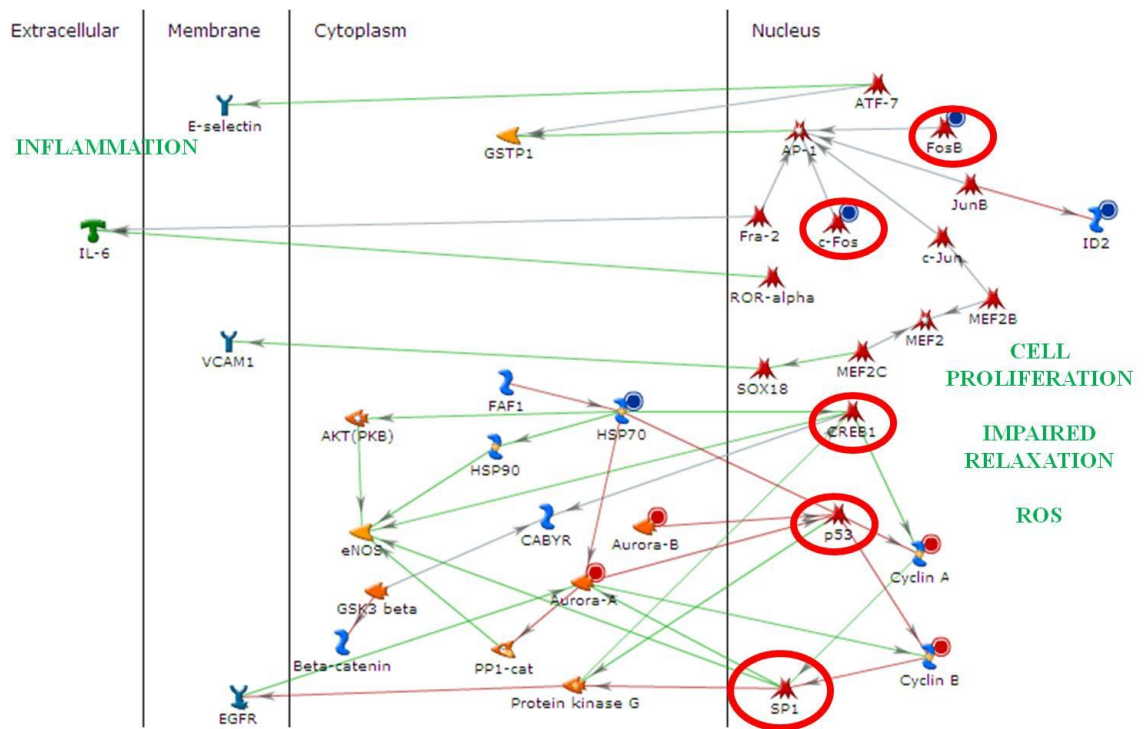 Extracellular
Membrane
Cytoplasm
Nucleus
ATF-7
E-selectin
INFLAMMATION
GSTP1
AP-1
FosB
JunB
ID2
Fra-2
c-Fos
c-Jun
IL-6
ROR-alpha
MEF2B
MEF2
VCAM1
SOX18
MEF2C
CELL
PROLIFERATION
FAF1
AKT(PKB)
HSP70
CREB1
HSP90
IMPAIRED
RELAXATION
ROS
eNOS
CABYR
Aurora-B
p53
Cyclin A
GSK3 beta
Aurora-A
Beta-catenin
PP1-cat
Cyclin B
EGFR
Protein kinase G
SP1